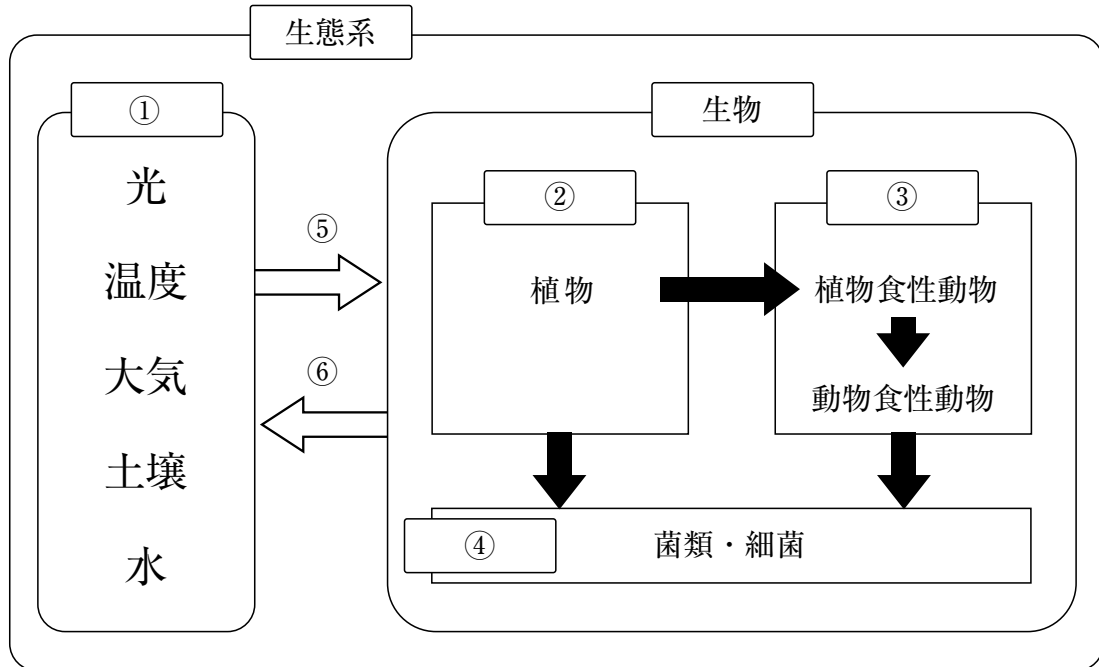 生態系
①
生物
光
温度
大気
土壌
水
⑤
⑥
②
植物
③
植物食性動物
動物食性動物
④
菌類・細菌